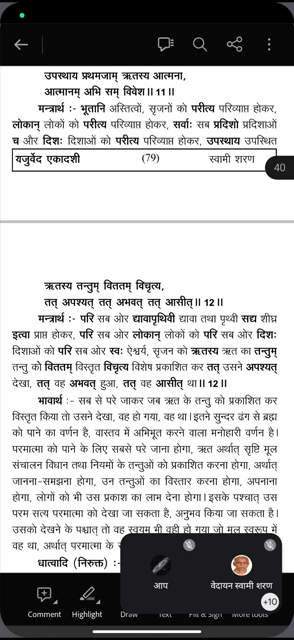 उपस्थाय प्रथमजाम् ऋतस्य आत्मना,
आत्मानम् अभि सम् विवेश॥11॥
मन्त्रार्थ :- भूतानि अस्तित्वों, सृजनों को परीत्य परिव्याप्त होकर,
लोकान् लोकों को परीत्य परिव्याप्त होकर, सर्वाः सब प्रदिशो प्रदिशाओं
च और दिशः दिशाओं को परीत्य परिव्याप्त होकर, उपस्थाय उपस्थित
यजुर्वेद एकादशी (79) स्वामी शरण
40
ऋतस्य तन्तुम् विततम् विचृत्य,
तत् अपश्यत् तत् अभवत् तत् आसीत्॥12॥
मन्त्रार्थ :- परि सब ओर द्यावापृथिवी द्यावा तथा पृथ्वी सद्य शीघ्र
इत्वा प्राप्त होकर, परि सब ओर लोकान् लोकों को परि सब ओर दिशः
दिशाओं को परि सब ओर स्वः ऐश्वर्य, सृजन को ऋतस्य ऋत का तन्तुम्
तन्तु को विततम् विस्तृत विचृत्य विशेष प्रकाशित कर तत् उसने अपश्यत्
देखा, तत् वह अभवत् हुआ, तत् वह आसीत् था॥12॥
भावार्थ :- सब से परे जाकर जब ऋत के तन्तु को प्रकाशित कर
विस्तृत किया तो उसने देखा, वह हो गया, वह था। इतने सुन्दर ढंग से ब्रह्म
को पाने का वर्णन है, वास्तव में अभिभूत करने वाला मनोहारी वर्णन है।
परमात्मा को पाने के लिए सबसे परे जाना होगा, ऋत अर्थात् सृष्टि मूल
संचालन विधान तथा नियमों के तन्तुओं को प्रकाशित करना होगा, अर्थात्
जानना-समझना होगा, उन तन्तुओं का विस्तार करना होगा, अपनाना
होगा, लोगों को भी उस प्रकाश का लाभ देना होगा। इसके पश्चात् उस
परम सत्य परमात्मा को देखा जा सकता है, अनुभव किया जा सकता है।
उसको देखने के पश्चात् तो वह स्वयम् भी वही हो गया जो मूल स्वरूप में
वह था, अर्थात् परमात्मा के
धात्वादि (निरुक्त) :-
आप वेदायन स्वामी शरण
+10
Comment Highlight Draw Text Fill & Sign More tools